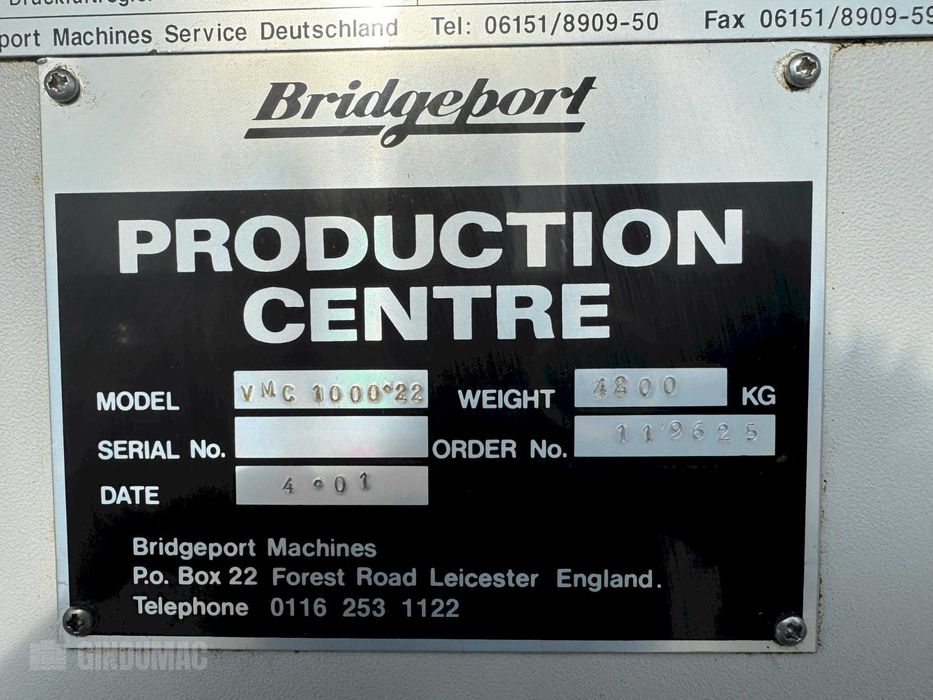 port Machines Service Deutschland Tel: 06151/8909-50 Fax 06151/8909-59
Bridgeport
PRODUCTION
CENTRE
MODEL VMC 1000°22 WEIGHT 4800 KG
SERIAL No. ORDER No. 119625
DATE 4•01
Bridgeport Machines
P.o. Box 22 Forest Road Leicester England.
Telephone 0116 253 1122
GINDUMAC